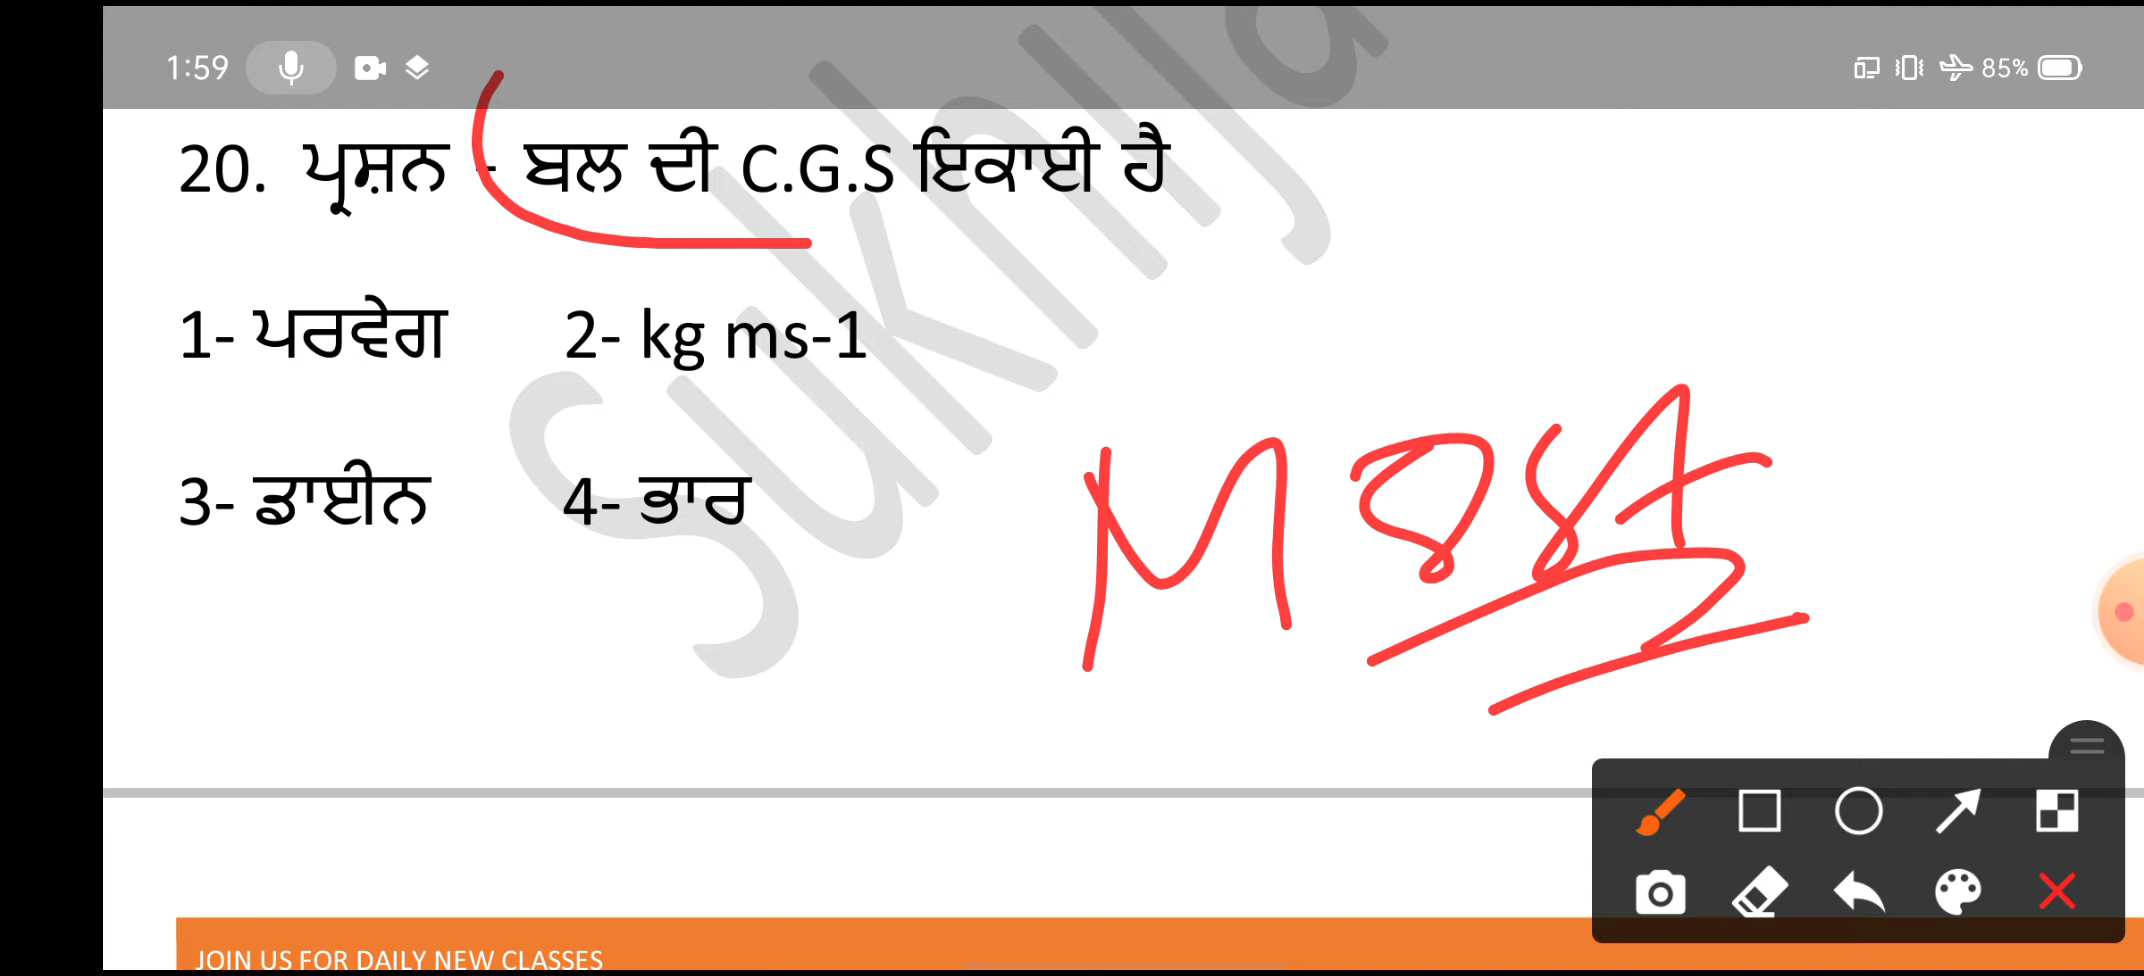 1:59 85%
20. ਪ੍ਰਸ਼ਨ - ਬਲ ਦੀ C.G.S ਇਕਾਈ ਹੈ
1- ਪਰਵੇਗ 2- kg ms-1
3- ਡਾਈਨ 4- ਭਾਰ
Sukhija
JOIN US FOR DAILY NEW CLASSES